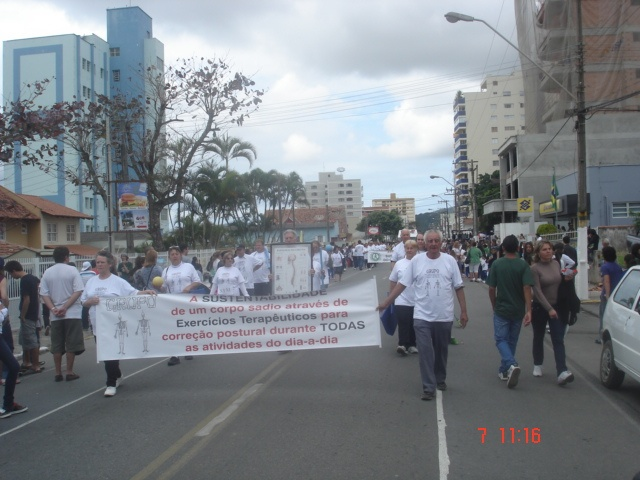 A SUSTENTABILIDADE
de um corpo sadio através de
Exercícios Terapêuticos para
correção postural durante TODAS
as atividades do dia-a-dia
7 11:16